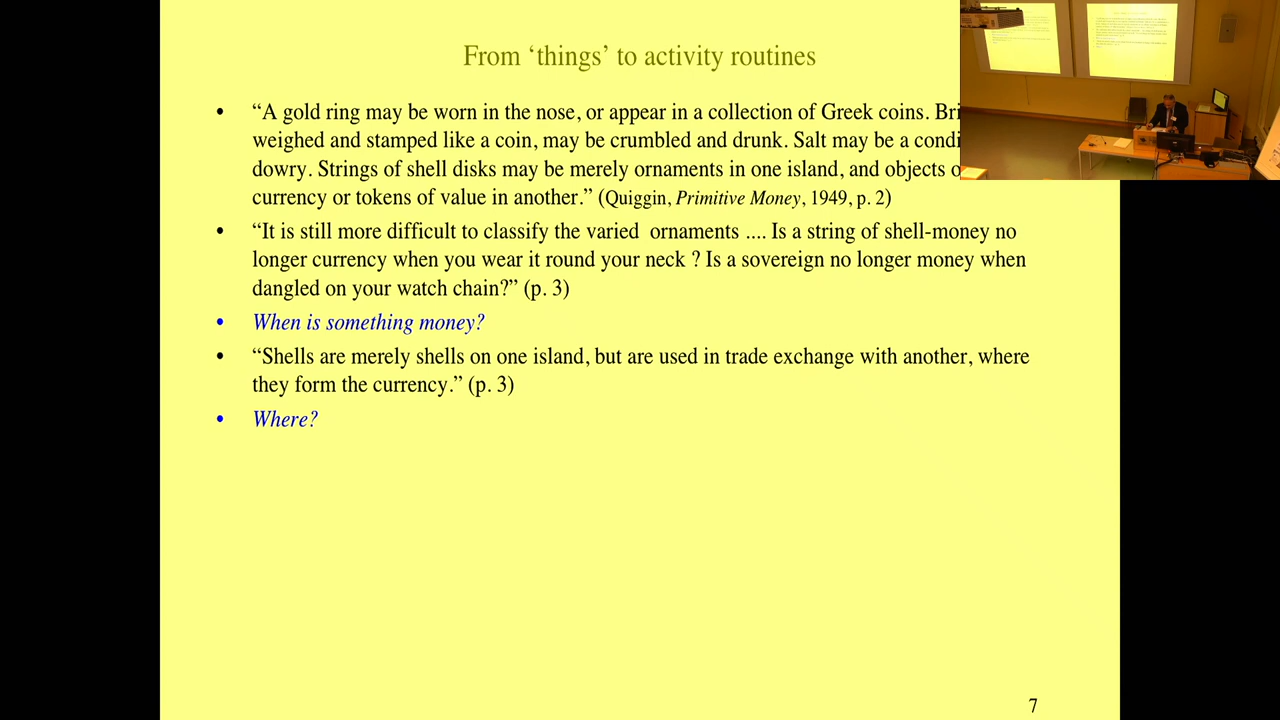 From ‘things’ to activity routines
• “A gold ring may be worn in the nose, or appear in a collection of Greek coins.
weighed and stamped like a coin, may be crumbled and drunk. Salt may be a
dowry. Strings of shell disks may be merely ornaments in one island, and objects
currency or tokens of value in another.” (Quiggin, Primitive Money, 1949, p. 2)
• “It is still more difficult to classify the varied ornaments .... Is a string of shell-money no
longer currency when you wear it round your neck ? Is a sovereign no longer money when
dangled on your watch chain?” (p. 3)
• When is something money?
• “Shells are merely shells on one island, but are used in trade exchange with another, where
they form the currency.” (p. 3)
• Where?
7